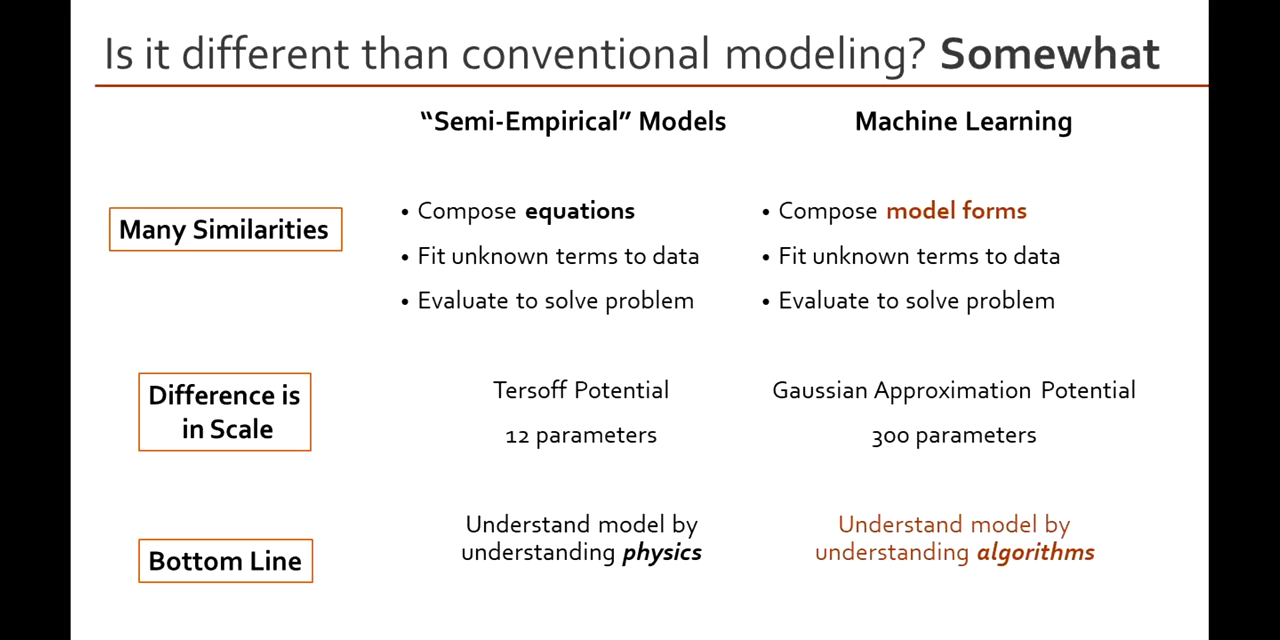 Is it different than conventional modeling? Somewhat
“Semi-Empirical” Models
Machine Learning
Many Similarities
• Compose equations
• Fit unknown terms to data
• Evaluate to solve problem
• Compose model forms
• Fit unknown terms to data
• Evaluate to solve problem
Difference is
in Scale
Tersoff Potential
12 parameters
Gaussian Approximation Potential
300 parameters
Bottom Line
Understand model by
understanding physics
Understand model by
understanding algorithms